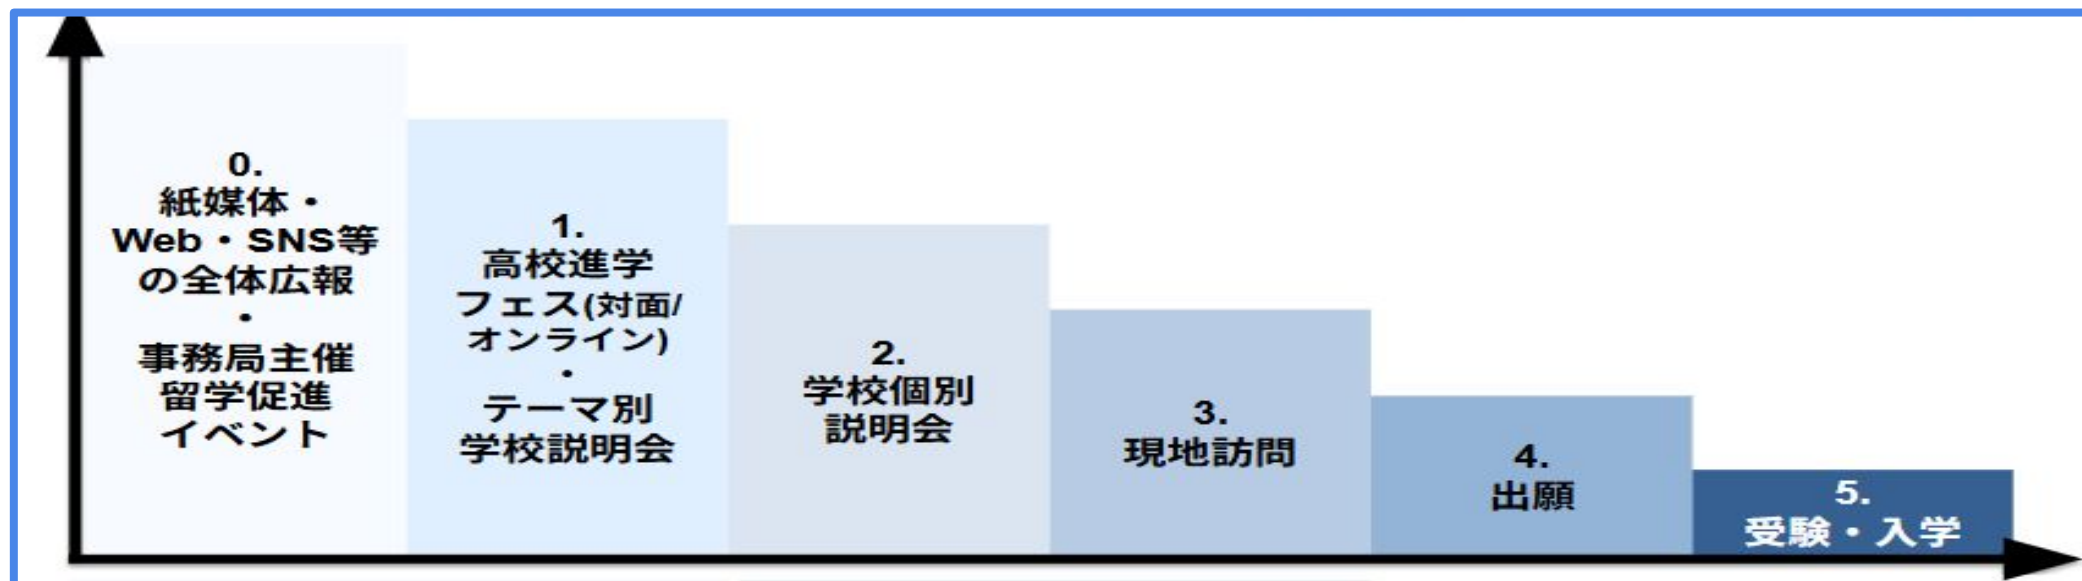 0.
紙媒体・
Web・SNS等
の全体広報
・
事務局主催
留学促進
イベント
1.
高校進学
フェス(対面/
オンライン)
・
テーマ別
学校説明会
2.
学校個別
説明会
3.
現地訪問
4.
出願
5.
受験・入学